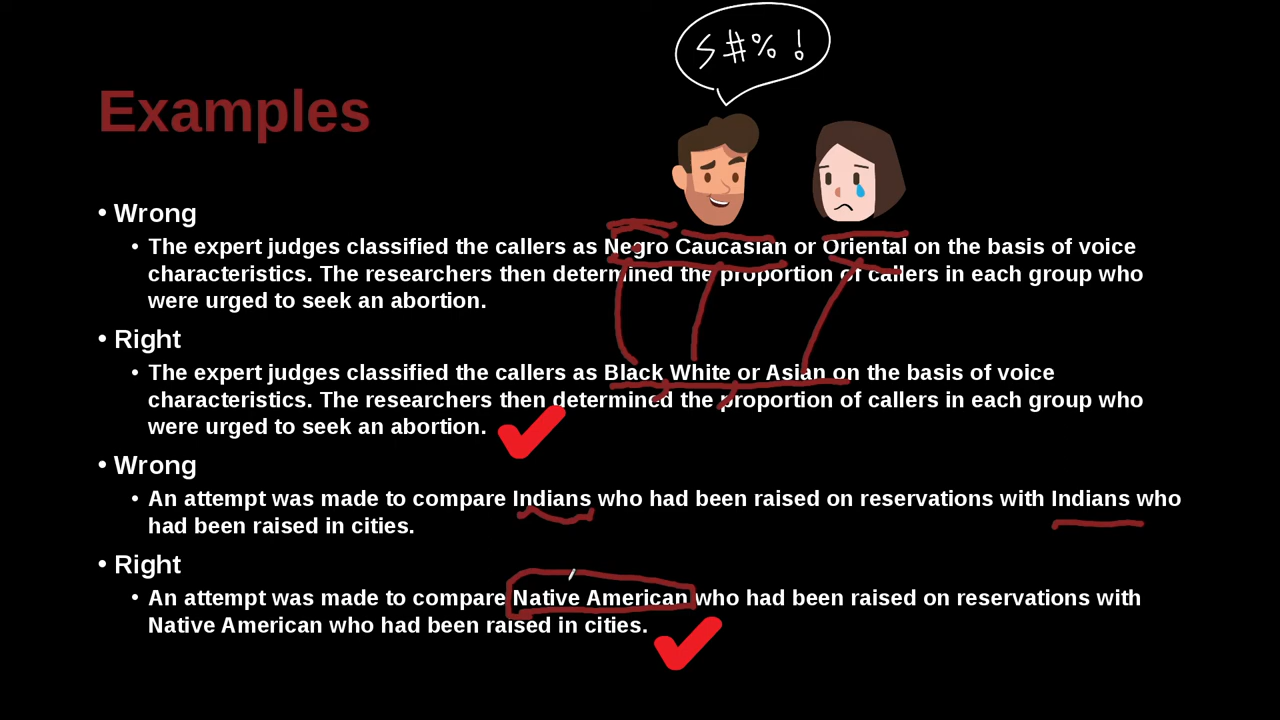 S#%!
Examples
• Wrong
• The expert judges classified the callers as Negro Caucasian or Oriental on the basis of voice
characteristics. The researchers then determined the proportion of callers in each group who
were urged to seek an abortion.
• Right
• The expert judges classified the callers as Black White or Asian on the basis of voice
characteristics. The researchers then determined the proportion of callers in each group who
were urged to seek an abortion.
• Wrong
• An attempt was made to compare Indians who had been raised on reservations with Indians who
had been raised in cities.
• Right
• An attempt was made to compare Native American who had been raised on reservations with
Native American who had been raised in cities.